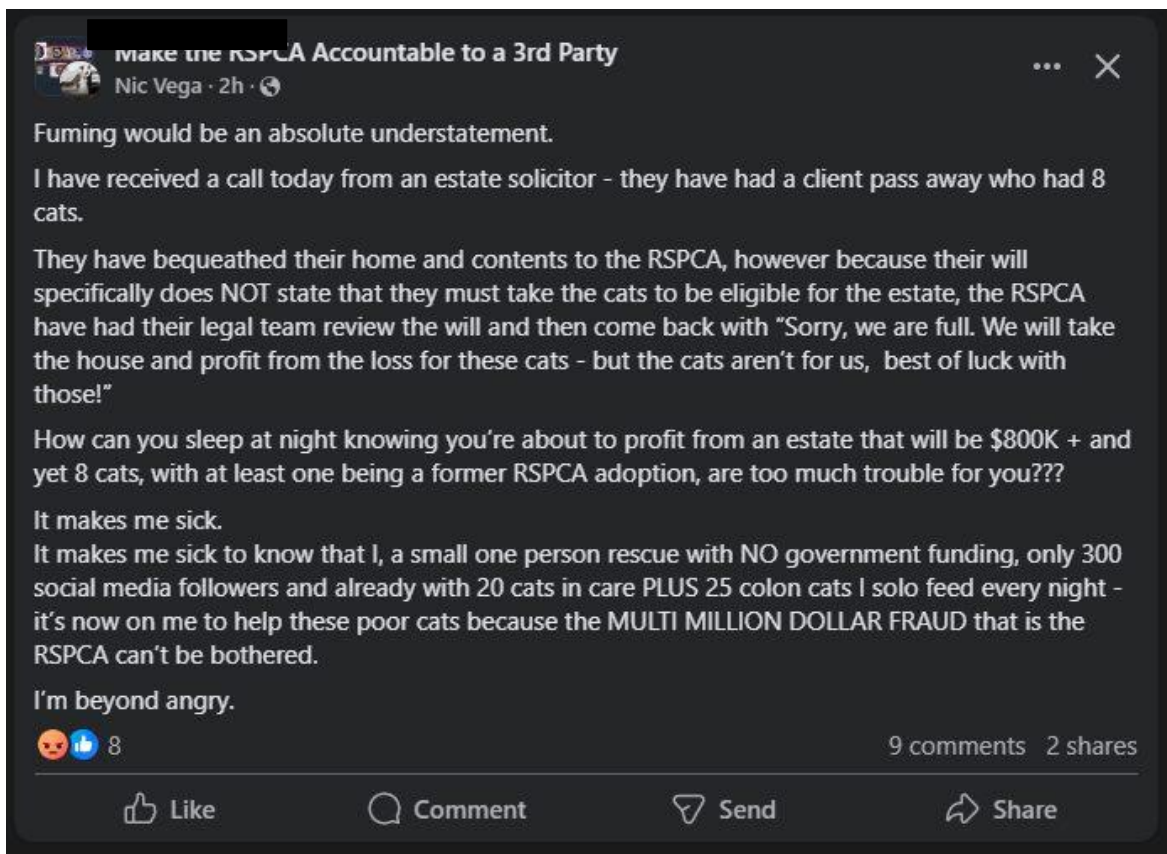 Make the RSPCA Accountable to a 3rd Party
Nic Vega · 2h ·
Fuming would be an absolute understatement.
I have received a call today from an estate solicitor - they have had a client pass away who had 8
cats.
They have bequeathed their home and contents to the RSPCA, however because their will
specifically does NOT state that they must take the cats to be eligible for the estate, the RSPCA
have had their legal team review the will and then come back with “Sorry, we are full. We will take
the house and profit from the loss for these cats - but the cats aren’t for us,  best of luck with
those!”
How can you sleep at night knowing you’re about to profit from an estate that will be $800K + and
yet 8 cats, with at least one being a former RSPCA adoption, are too much trouble for you???
It makes me sick.
It makes me sick to know that I, a small one person rescue with NO government funding, only 300
social media followers and already with 20 cats in care PLUS 25 colon cats I solo feed every night -
it’s now on me to help these poor cats because the MULTI MILLION DOLLAR FRAUD that is the
RSPCA can’t be bothered.
I’m beyond angry.
8
9 comments 2 shares
Like Comment Send Share